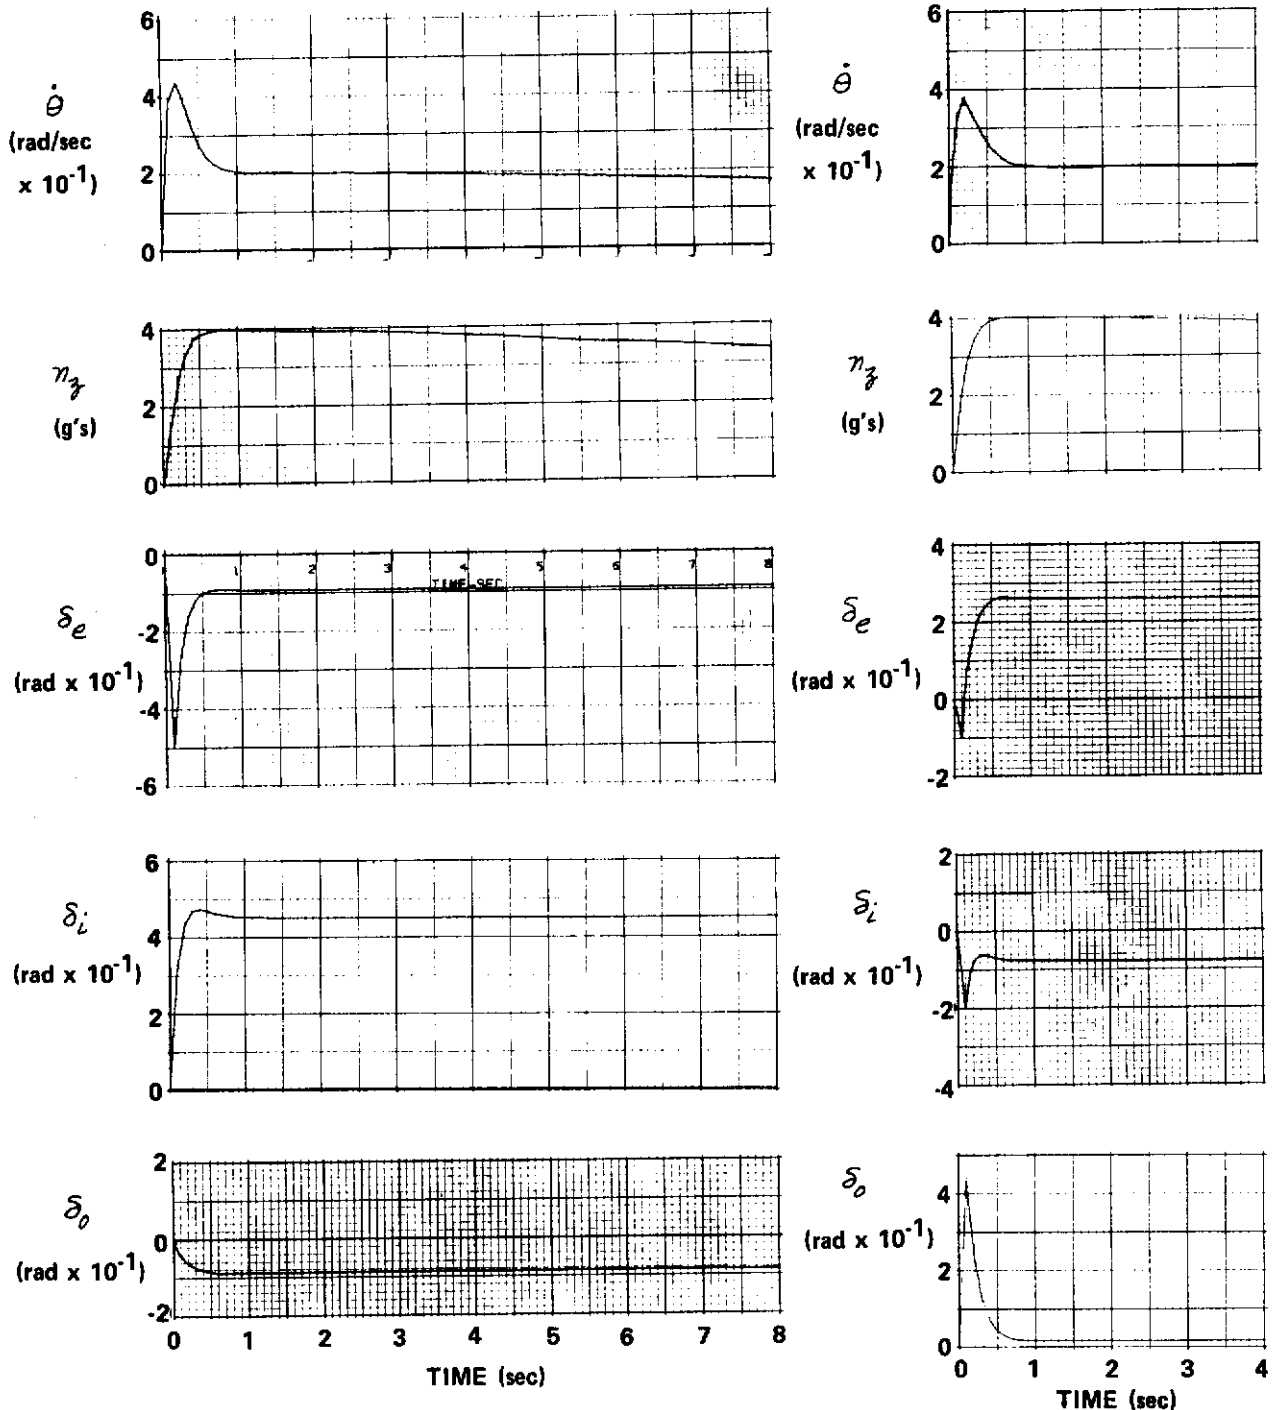 6
4
2
0
θ̇
(rad/sec
x 10⁻¹)
6
4
2
0
θ̇
(rad/sec
x 10⁻¹)
4
2
0
n_z
(g's)
4
2
0
n_z
(g's)
0
-2
-4
-6
1 2 3 4 5 6 7 8
TIME-SEC
δ_e
(rad x 10⁻¹)
4
2
0
-2
δ_e
(rad x 10⁻¹)
6
4
2
0
δ_i
(rad x 10⁻¹)
2
0
-2
-4
δ_i
(rad x 10⁻¹)
2
0
-2
δ_o
(rad x 10⁻¹)
0 1 2 3 4 5 6 7 8
TIME (sec)
4
2
0
δ_o
(rad x 10⁻¹)
0 1 2 3 4
TIME (sec)